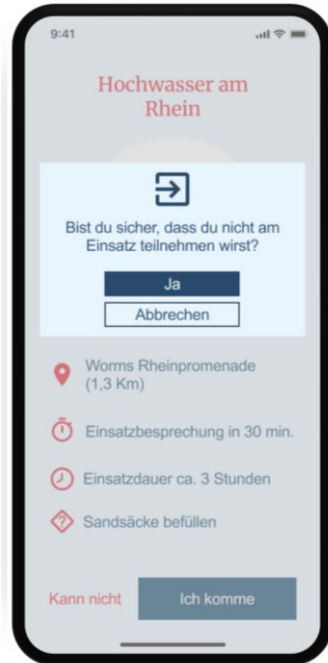 9:41
Hochwasser am
Rhein
Bist du sicher, dass du nicht am
Einsatz teilnehmen wirst?
Ja
Abbrechen
Worms Rheinpromenade
(1,3 Km)
Einsatzbesprechung in 30 min.
Einsatzdauer ca. 3 Stunden
Sandsäcke befüllen
Kann nicht
Ich komme